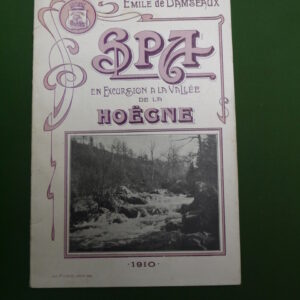 Emile de Damseaux
SPA
en Excursion a la Vallée
de la
Hoëgne
·1910·